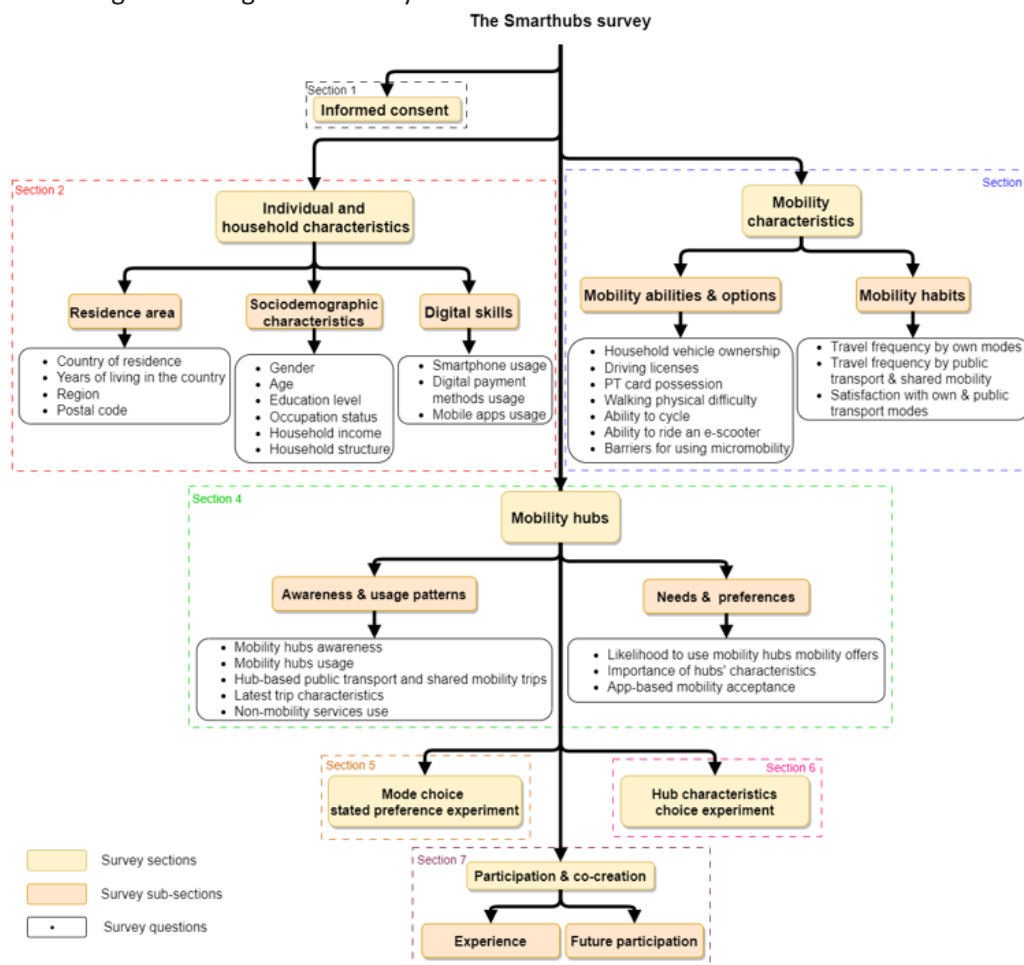 The Smarthubs survey
Section 1
Informed consent
Section 2
Individual and
household characteristics
Residence area
Sociodemographic
characteristics
Digital skills
• Country of residence
• Years of living in the country
• Region
• Postal code
• Gender
• Age
• Education level
• Occupation status
• Household income
• Household structure
• Smartphone usage
• Digital payment
methods usage
• Mobile apps usage
Section
Mobility
characteristics
Mobility abilities & options
Mobility habits
• Household vehicle ownership
• Driving licenses
• PT card possession
• Walking physical difficulty
• Ability to cycle
• Ability to ride an e-scooter
• Barriers for using micromobility
• Travel frequency by own modes
• Travel frequency by public
transport & shared mobility
• Satisfaction with own & public
transport modes
Section 4
Mobility hubs
Awareness & usage patterns
Needs & preferences
• Mobility hubs awareness
• Mobility hubs usage
• Hub-based public transport and shared mobility trips
• Latest trip characteristics
• Non-mobility services use
• Likelihood to use mobility hubs mobility offers
• Importance of hubs' characteristics
• App-based mobility acceptance
Section 5
Mode choice
stated preference experiment
Section 6
Hub characteristics
choice experiment
Section 7
Participation & co-creation
Experience
Future participation
Survey sections
Survey sub-sections
Survey questions